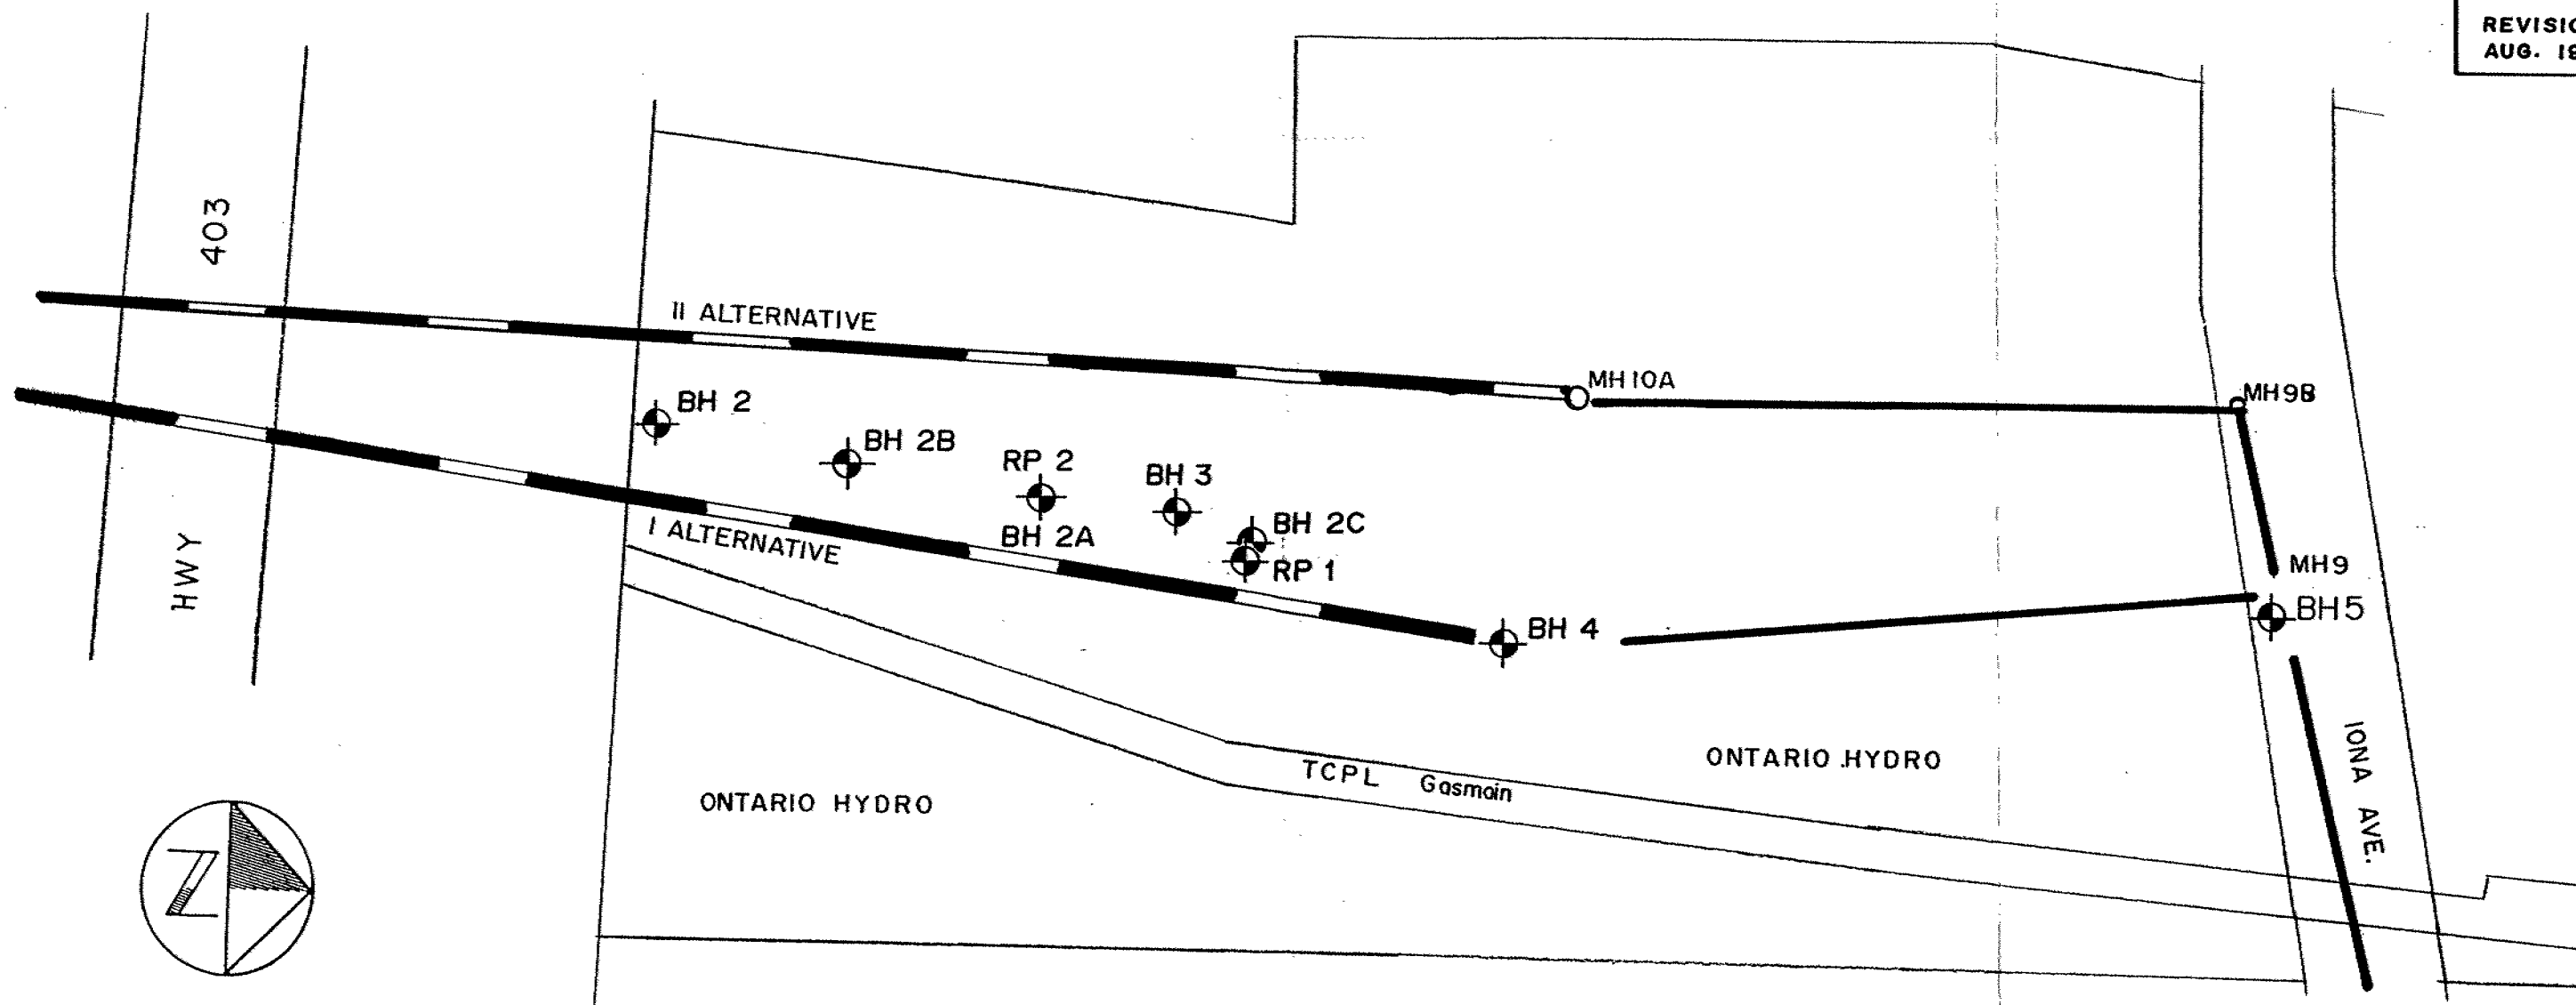 REVISIO
AUG. 19
403
HWY
II ALTERNATIVE
MH10A
MH9B
BH 2
BH 2B
RP 2
BH 3
BH 2A
BH 2C
RP 1
I ALTERNATIVE
MH9
BH5
BH 4
IONA AVE.
ONTARIO HYDRO
TCPL Gasmain
ONTARIO HYDRO
N